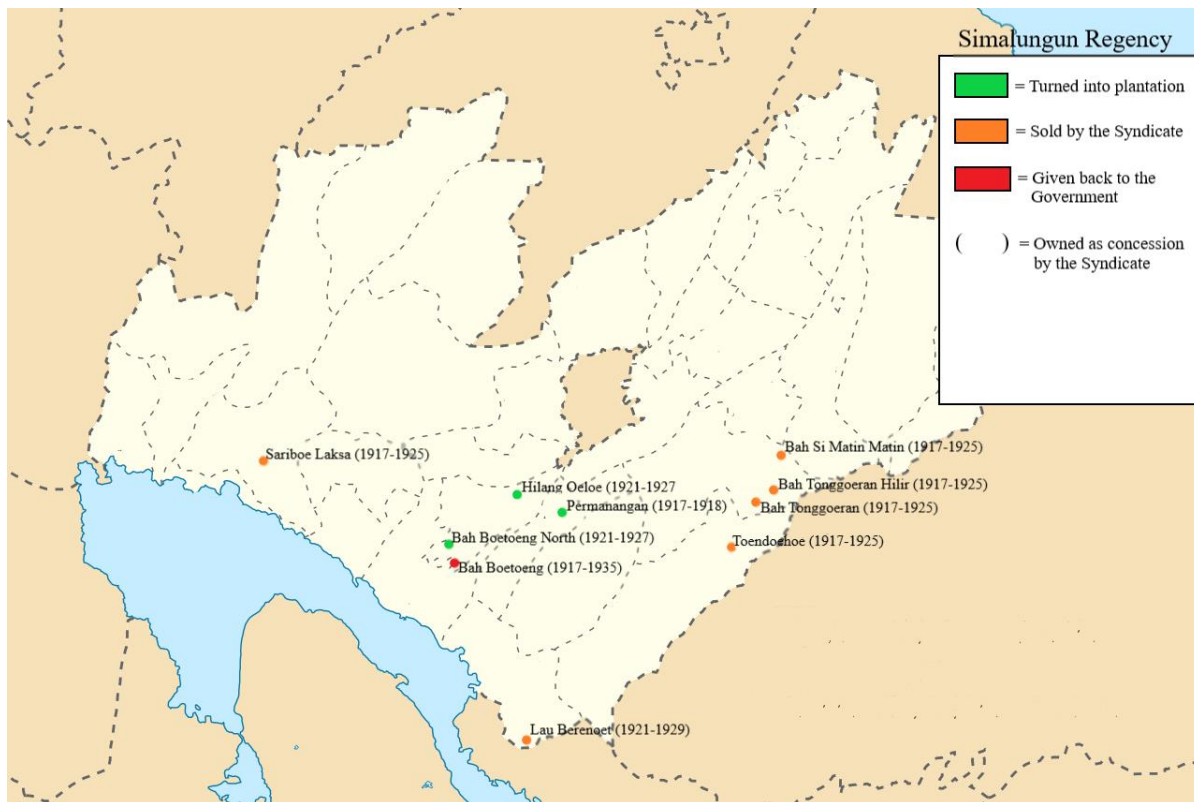 Simalungun Regency
= Turned into plantation
= Sold by the Syndicate
= Given back to the
Government
( ) = Owned as concession
by the Syndicate
Sariboe Laksa (1917-1925)
Bah Si Matin Matin (1917-1925)
Hilang Oeloe (1921-1927
Bah Tonggoeran Hilir (1917-1925)
Permanangan (1917-1918)
Bah Tonggoeran (1917-1925)
Bah Boetoeng North (1921-1927)
Toendoehoe (1917-1925)
Bah Boetoeng (1917-1935)
Lau Berenoet (1921-1929)